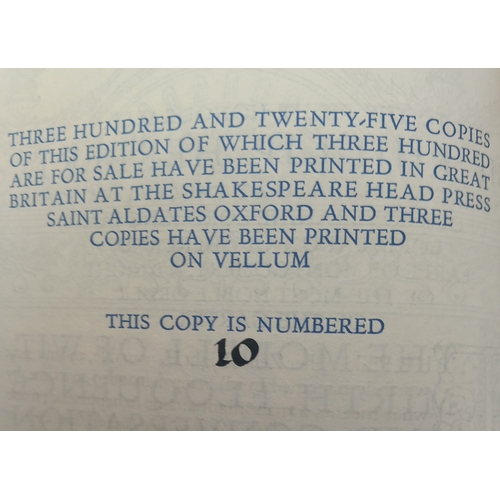 THREE HUNDRED AND TWENTY-FIVE COPIES
OF THIS EDITION OF WHICH THREE HUNDRED
ARE FOR SALE HAVE BEEN PRINTED IN GREAT
BRITAIN AT THE SHAKESPEARE HEAD PRESS
SAINT ALDATES OXFORD AND THREE
COPIES HAVE BEEN PRINTED
ON VELLUM
THIS COPY IS NUMBERED
10